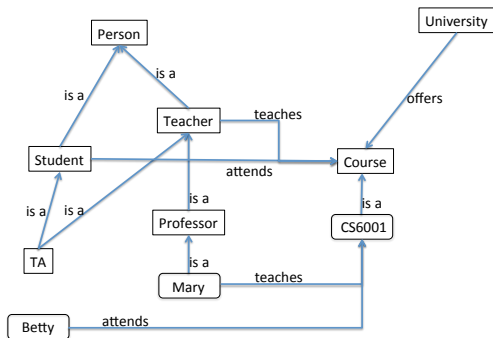 University
Person
is a
is a
offers
Teacher
teaches
Student
attends
Course
is a
is a
is a
is a
Professor
CS6001
TA
is a
Mary
teaches
Betty
attends